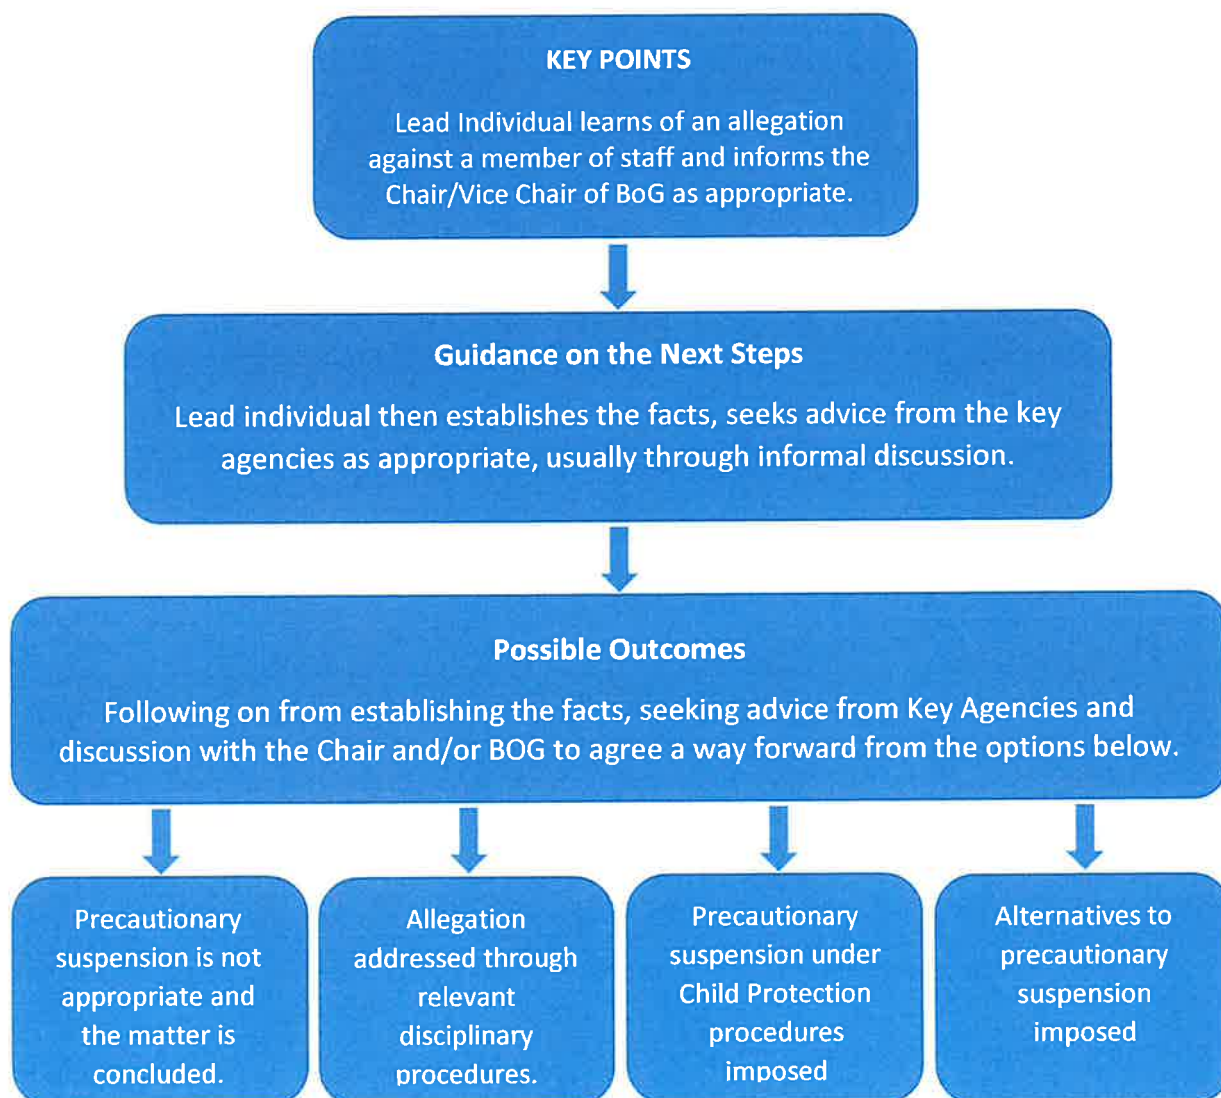 KEY POINTS
Lead Individual learns of an allegation
against a member of staff and informs the
Chair/Vice Chair of BoG as appropriate.
Guidance on the Next Steps
Lead individual then establishes the facts, seeks advice from the key
agencies as appropriate, usually through informal discussion.
Possible Outcomes
Following on from establishing the facts, seeking advice from Key Agencies and
discussion with the Chair and/or BOG to agree a way forward from the options below.
Precautionary
suspension is not
appropriate and
the matter is
concluded.
Allegation
addressed through
relevant
disciplinary
procedures.
Precautionary
suspension under
Child Protection
procedures
imposed
Alternatives to
precautionary
suspension
imposed